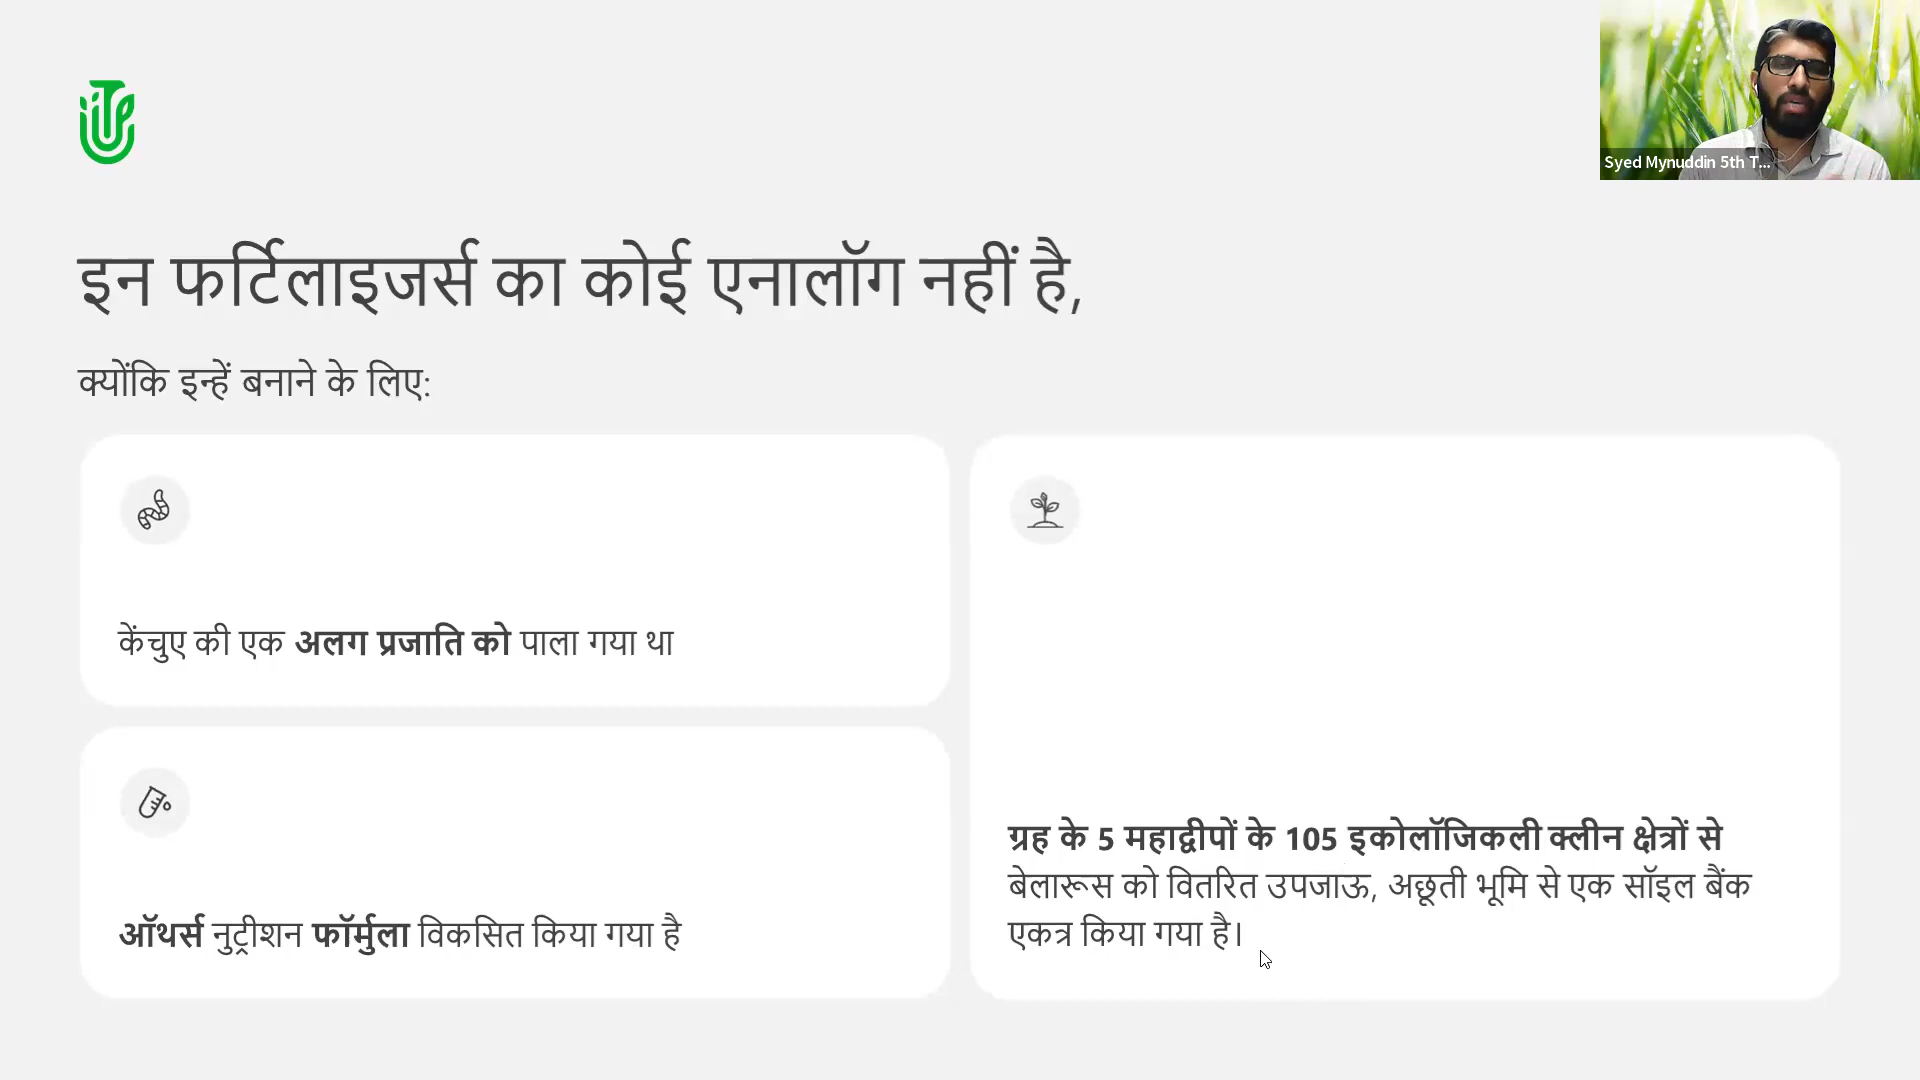 Syed Mynuddin 5th T...
इन फर्टिलाइजर्स का कोई एनालॉग नहीं है,
क्योंकि इन्हें बनाने के लिए:
केंचुए की एक अलग प्रजाति को पाला गया था
ऑथर्स नुट्रीशन फॉर्मुला विकसित किया गया है
ग्रह के 5 महाद्वीपों के 105 इकोलॉजिकली क्लीन क्षेत्रों से
बेलारूस को वितरित उपजाऊ, अछूती भूमि से एक सॉइल बैंक
एकत्र किया गया है।